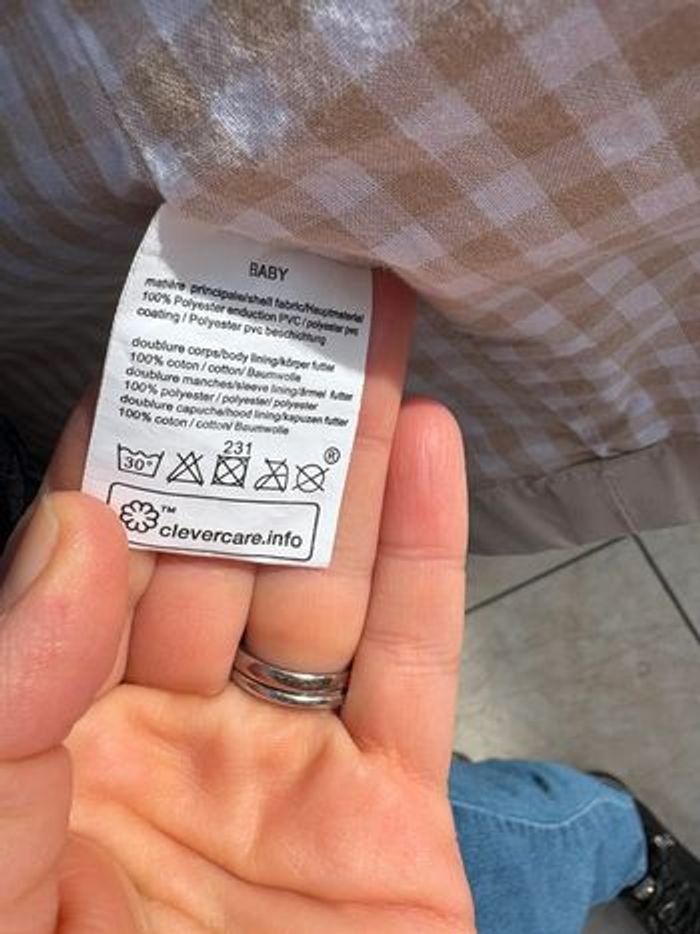 BABY
matière principale/shell fabric/Hauptmaterial
100% Polyester enduction PVC / polyester pvc
coating / Polyester pvc beschichtung
doublure corps/body lining/körper futter
100% coton / cotton/ Baumwolle
doublure manches/sleeve lining/ärmel futter
100% polyester / polyester/ polyester
doublure capuche/hood lining/kapuzen futter
100% coton / cotton/ Baumwolle
231
30° ®
™
clevercare.info